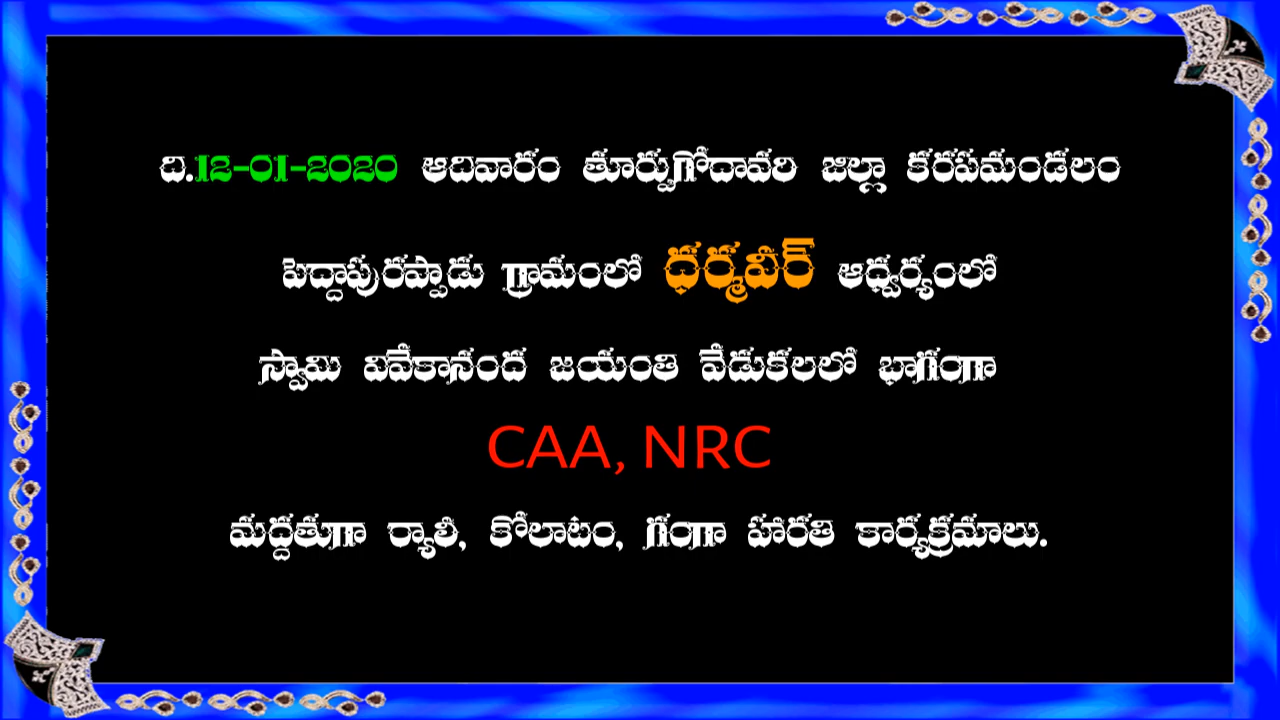 ది.12-01-2020 ఆదివారం తూర్పుగోదావరి జిల్లా కరపమండలం
పెద్దాపురప్పాడు గ్రామంలో ధర్మవీర్ ఆధ్వర్యంలో
స్వామి వివేకానంద జయంతి వేడుకలలో భాగంగా
CAA, NRC
మద్దతుగా ర్యాలీ, కోలాటం, గంగా హారతి కార్యక్రమాలు.